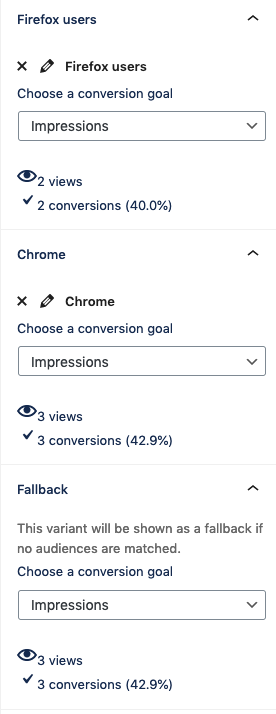 Firefox users
Firefox users
Choose a conversion goal
Impressions
2 views
2 conversions (40.0%)
Chrome
Chrome
Choose a conversion goal
Impressions
3 views
3 conversions (42.9%)
Fallback
This variant will be shown as a fallback if
no audiences are matched.
Choose a conversion goal
Impressions
3 views
3 conversions (42.9%)